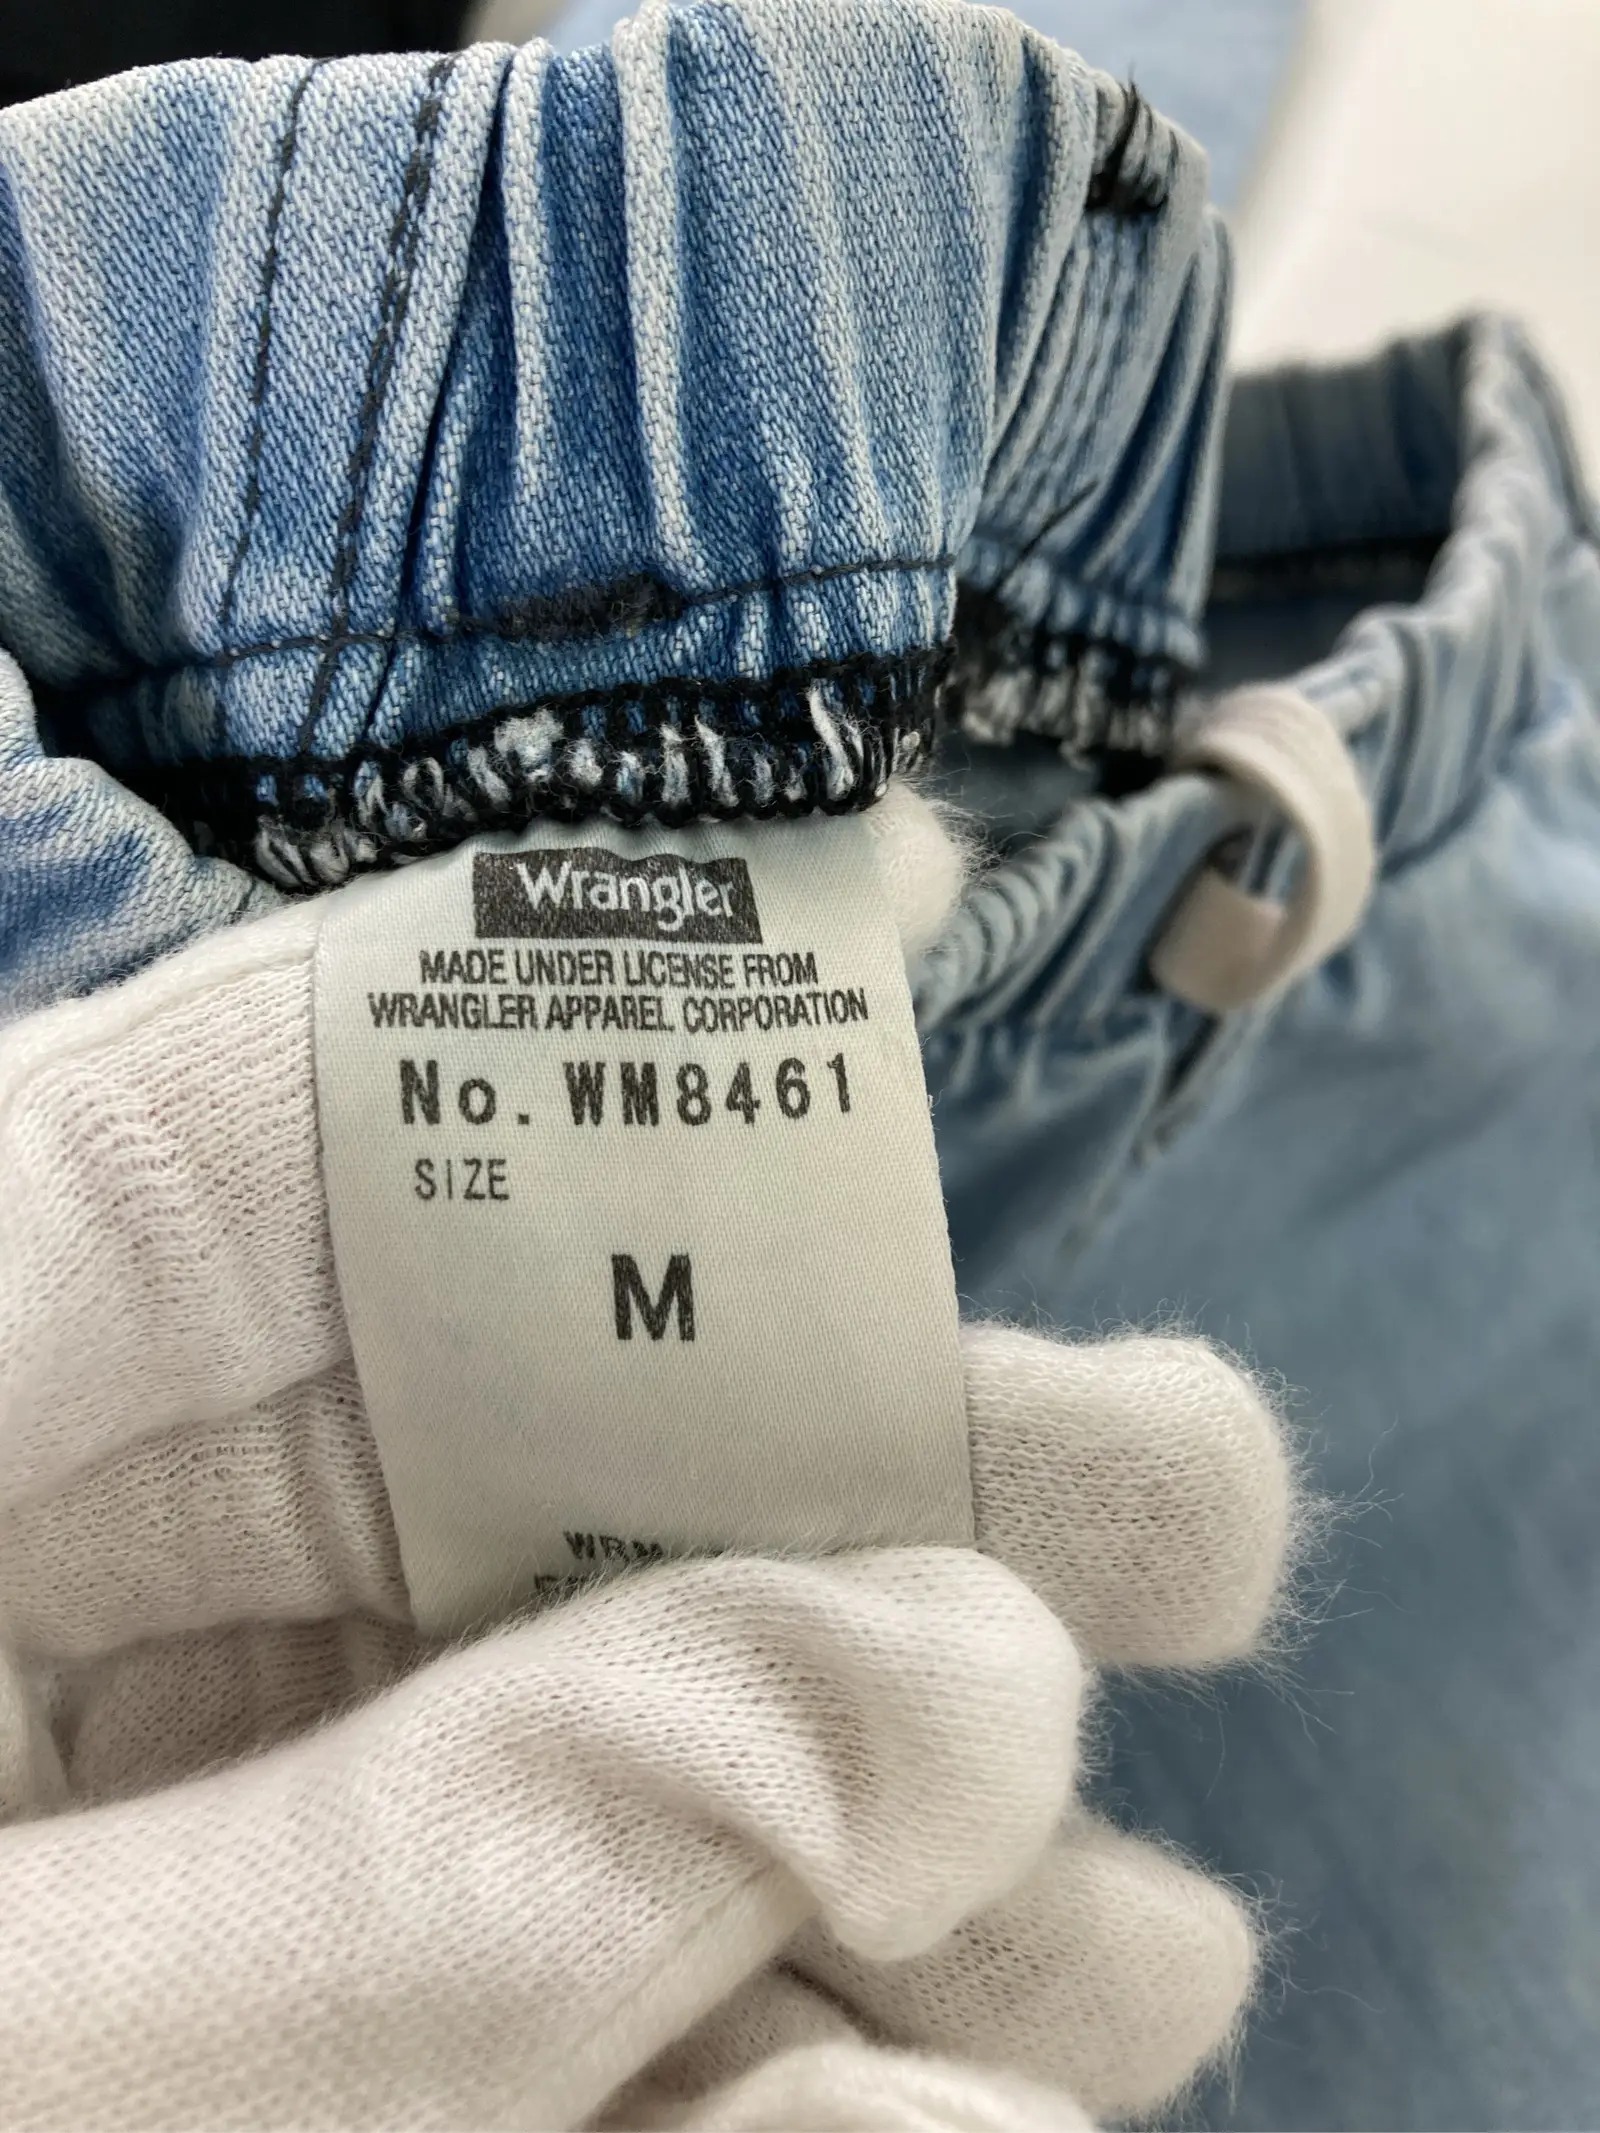 Wrangler
MADE UNDER LICENSE FROM
WRANGLER APPAREL CORPORATION
No. WM8461
SIZE
M